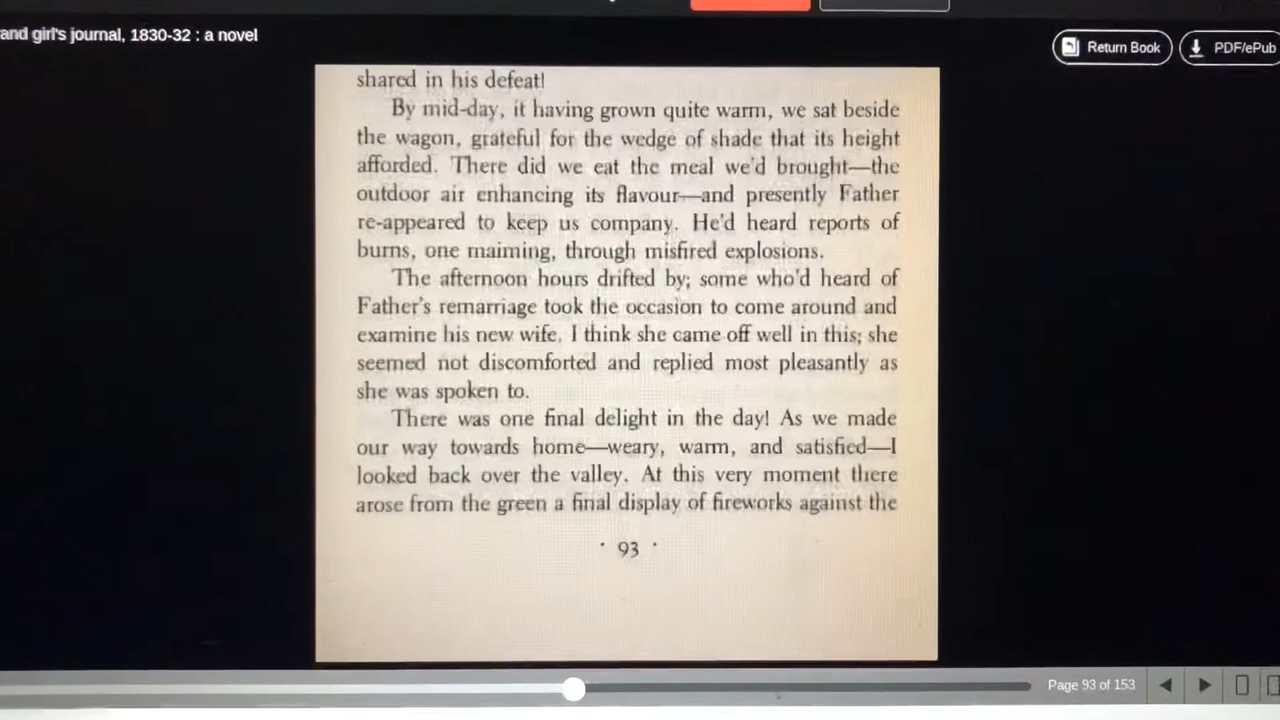 and girl's journal, 1830-32 : a novel
Return Book
PDF/ePub
shared in his defeat!
By mid-day, it having grown quite warm, we sat beside
the wagon, grateful for the wedge of shade that its height
afforded. There did we eat the meal we'd brought—the
outdoor air enhancing its flavour—and presently Father
re-appeared to keep us company. He'd heard reports of
burns, one maiming, through misfired explosions.
The afternoon hours drifted by; some who'd heard of
Father's remarriage took the occasion to come around and
examine his new wife. I think she came off well in this; she
seemed not discomforted and replied most pleasantly as
she was spoken to.
There was one final delight in the day! As we made
our way towards home—weary, warm, and satisfied—I
looked back over the valley. At this very moment there
arose from the green a final display of fireworks against the
· 93 ·
Page 93 of 153